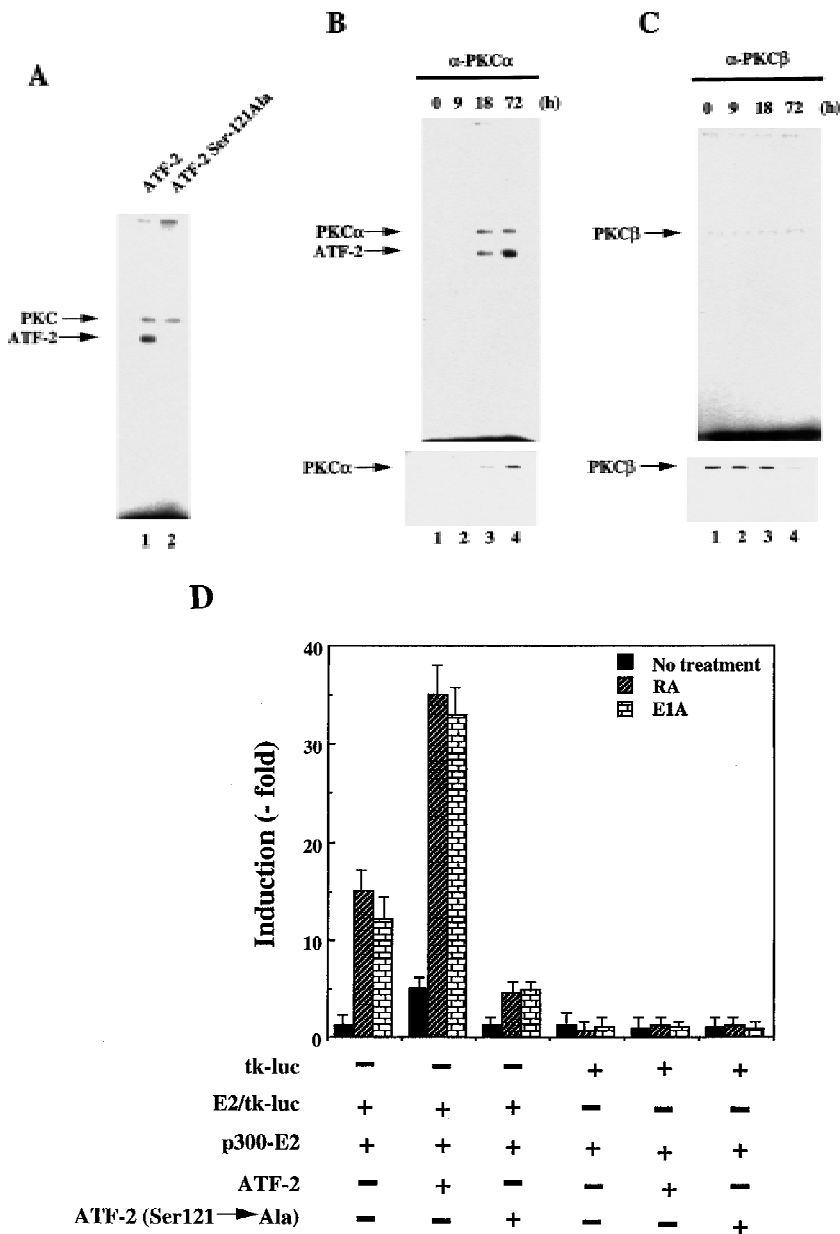 A
ATF-2
ATF-2 Ser-121Ala
PKC
ATF-2
1 2
B
α-PKCα
0 9 18 72 (h)
PKCα
ATF-2
PKCα
1 2 3 4
C
α-PKCβ
0 9 18 72 (h)
PKCβ
PKCβ
1 2 3 4
D
Induction (- fold)
40
30
20
10
0
No treatment
RA
E1A
tk-luc − − − + + +
E2/tk-luc + + + − − −
p300-E2 + + + + + +
ATF-2 − + − − + −
ATF-2 (Ser121→Ala) − − + − − +